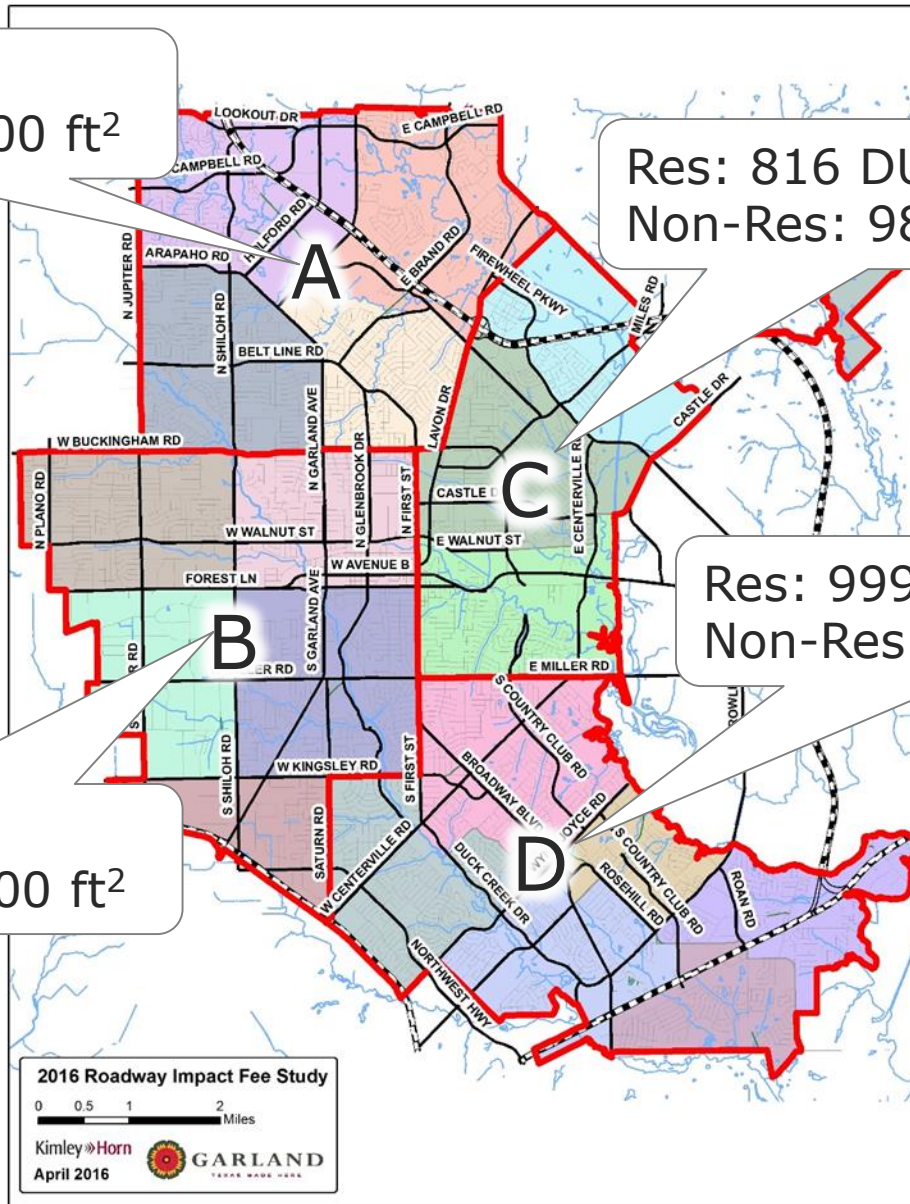 00 ft²
LOOKOUT DR
E CAMPBELL RD
CAMPBELL RD
Res: 816 DU
Non-Res: 98
HOLFORD RD
A
ARAPAHO RD
E BRAND RD
FIREWHEEL PKWY
MILES RD
N JUPITER RD
N SHILOH RD
BELT LINE RD
LAVON DR
CASTLE DR
N GARLAND AVE
N GLENBROOK DR
W BUCKINGHAM RD
N PLANO RD
N FIRST ST
C
CASTLE D
E CENTERVILLE R
W WALNUT ST
E WALNUT ST
W AVENUE B
FOREST LN
S GARLAND AVE
Res: 999
Non-Res
B
ER RD
E MILLER RD
S COUNTRY CLUB RD
S SHILOH RD
W KINGSLEY RD
S FIRST ST
BROADWAY BLVD
SATURN RD
W CENTERVILLE RD
D
DUCK CREEK DR
S COUNTRY CLUB RD
ROSEHILL RD
ROAN RD
00 ft²
NORTHWEST HWY
2016 Roadway Impact Fee Study
0 0.5 1 2
Miles
Kimley»Horn
GARLAND
TEXAS MADE HERE
April 2016